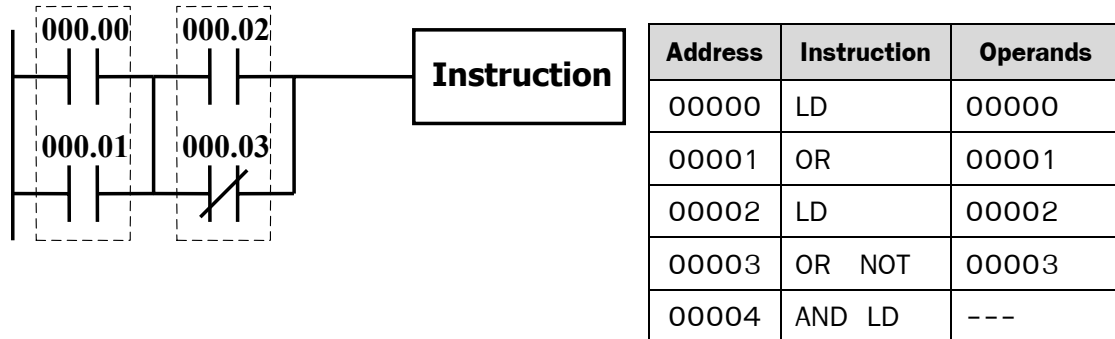 000.00 000.02
Instruction
000.01 000.03
Address Instruction Operands
00000 LD 00000
00001 OR 00001
00002 LD 00002
00003 OR NOT 00003
00004 AND LD ---